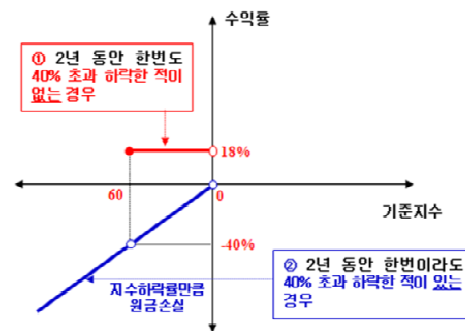 수익률
① 2년 동안 한번도
40% 초과 하락한 적이
없는 경우
18%
60
0
기준지수
-40%
지수하락률만큼
원금손실
② 2년 동안 한번이라도
40% 초과 하락한 적이 있는
경우